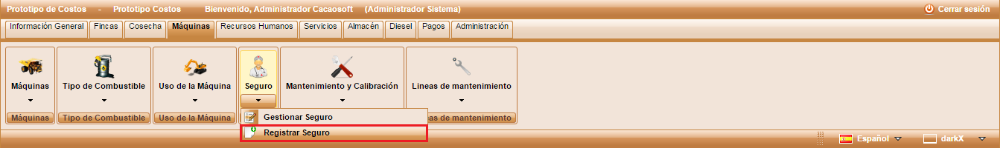 Prototipo de Costos - Prototipo Costos Bienvenido, Administrador Cacaosoft (Administrador Sistema) Cerrar sesión
Información General Fincas Cosecha Máquinas Recursos Humanos Servicios Almacén Diesel Pagos Administración
Máquinas Tipo de Combustible Uso de la Máquina Seguro Mantenimiento y Calibración Lineas de mantenimiento
Máquinas Tipo de Combustible Uso de la Máquina as de mantenimiento
Gestionar Seguro
Registrar Seguro
Español darkX